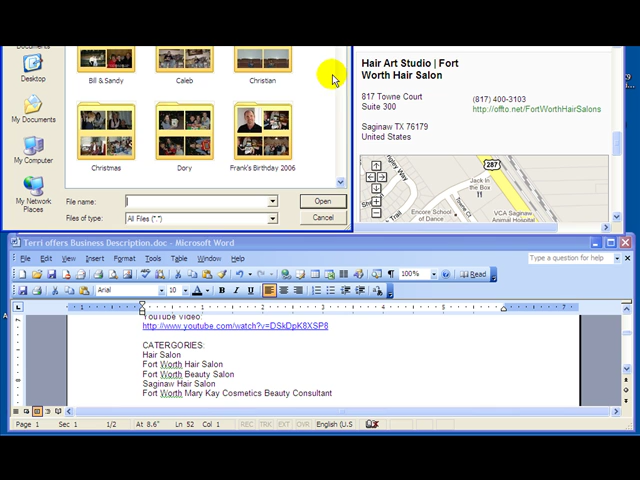 Documents
Desktop
My Documents
My Computer
My Network
Places
Bill & Sandy
Caleb
Christian
Christmas
Dory
Frank's Birthday 2006
File name:
Open
Files of type:
All Files (*.*)
Cancel
Hair Art Studio | Fort
Worth Hair Salon
817 Towne Court
Suite 300
(817) 400-3103
http://offto.net/FortWorthHairSalons
Saginaw TX 76179
United States
287
Jack In
the Box
Encore School
of Dance
VCA Saginaw
Animal Hospital
Terri offers Business Description.doc - Microsoft Word
File Edit View Insert Format Tools Table Window Help
Type a question for help
100%
Read
Arial
10
B I U
YouTube Video:
http://www.youtube.com/watch?v=DSkDpK8XSP8
CATERGORIES:
Hair Salon
Fort Worth Hair Salon
Fort Worth Beauty Salon
Saginaw Hair Salon
Fort Worth Mary Kay Cosmetics Beauty Consultant
Page 1 Sec 1 1/2 At 8.6" Ln 52 Col 1 REC TRK EXT OVR English (U.S